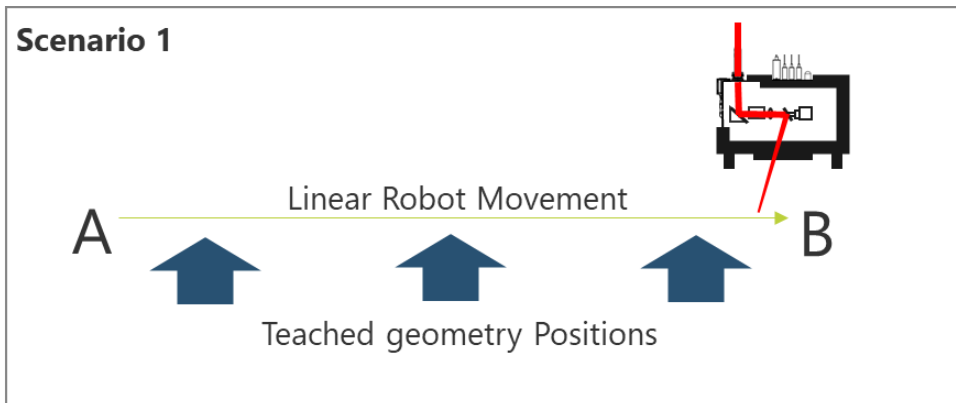 Scenario 1
Linear Robot Movement
A
B
Teached geometry Positions